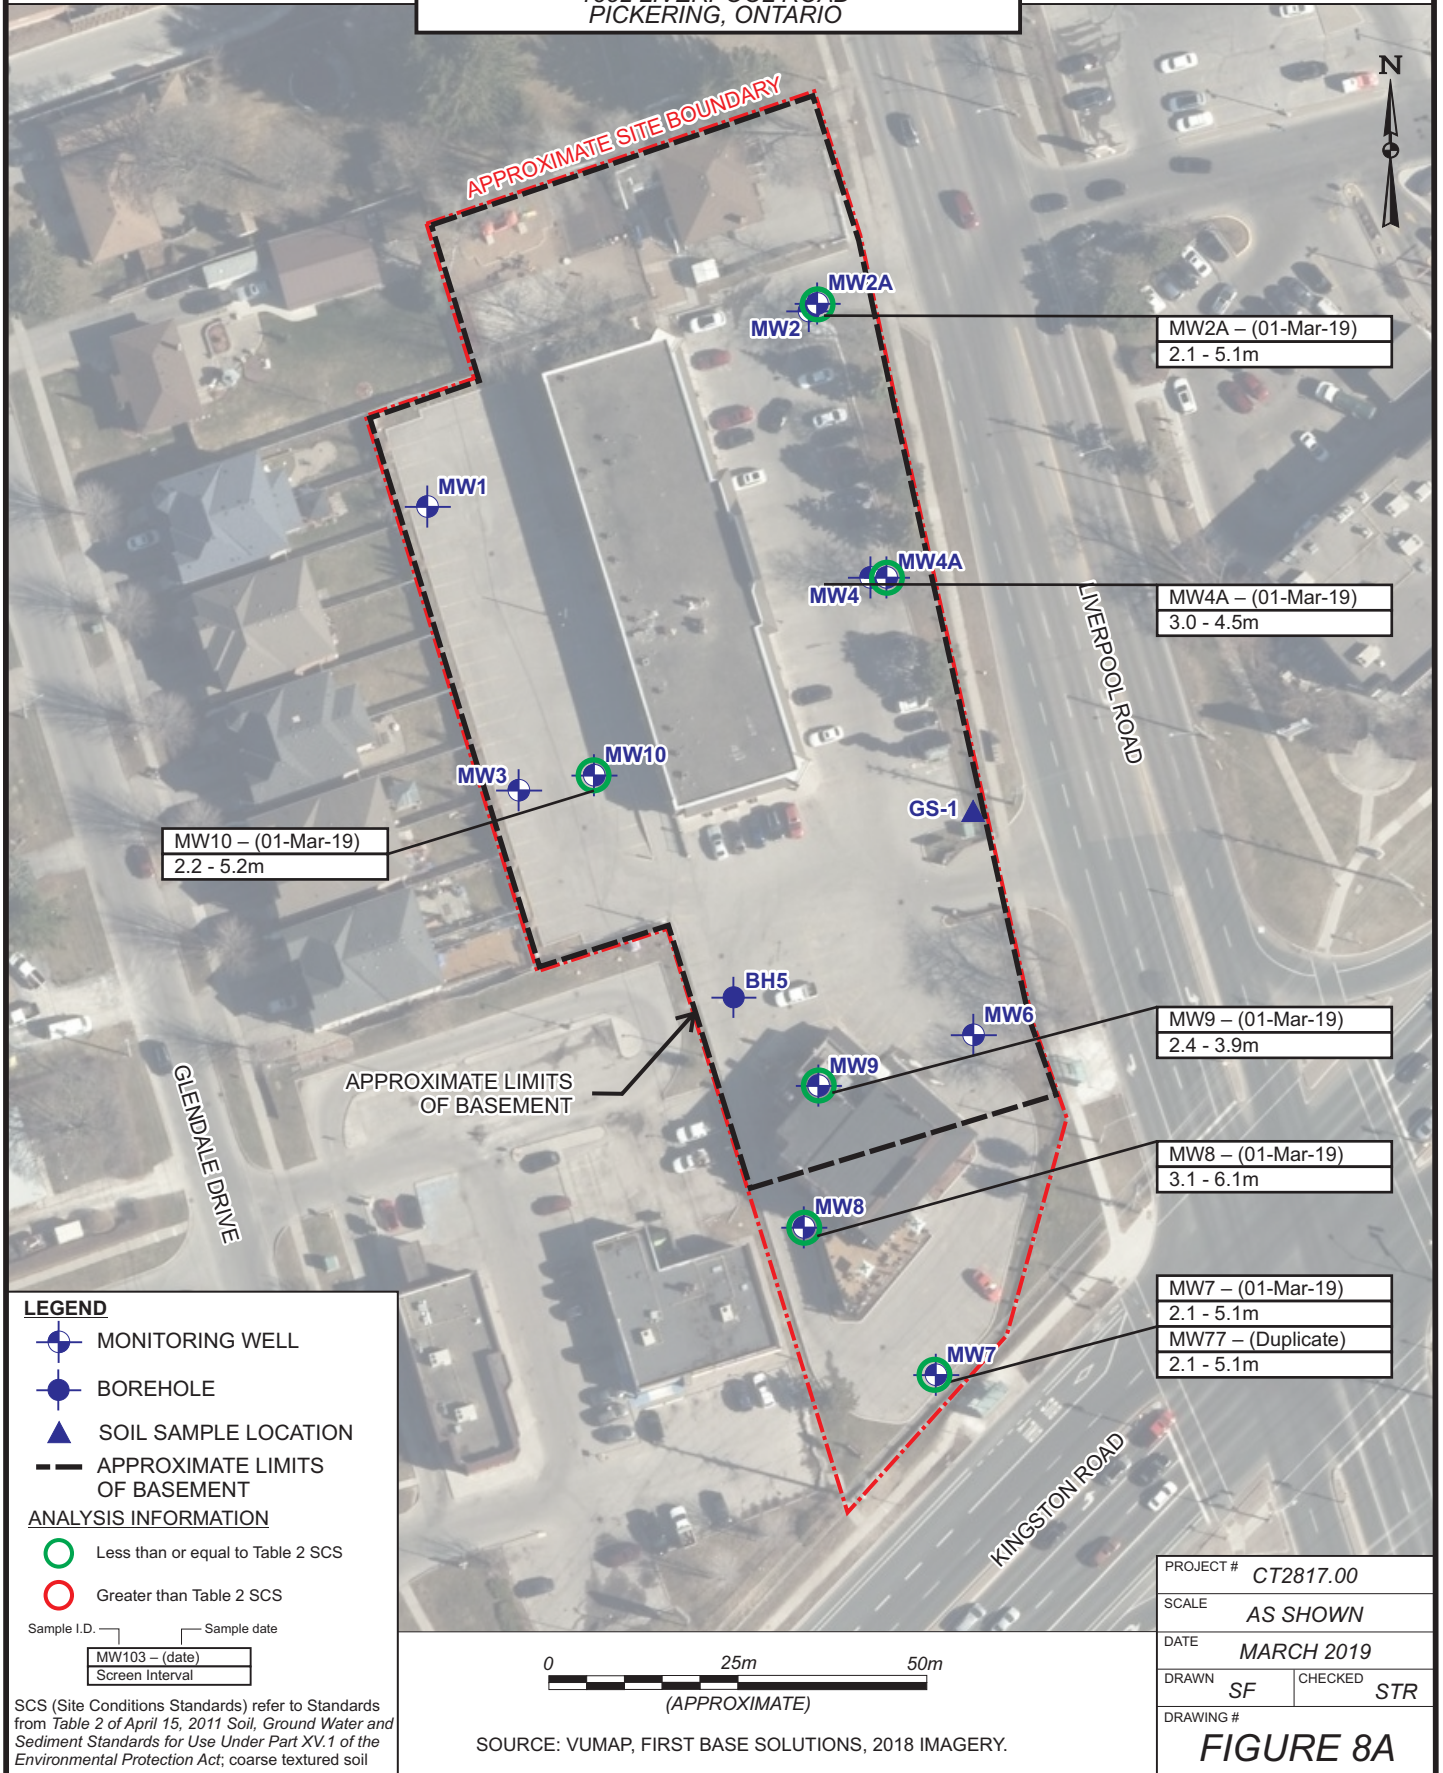 PICKERING, ONTARIO
N
APPROXIMATE SITE BOUNDARY
MW2A
MW2
MW2A – (01-Mar-19)
2.1 - 5.1m
MW1
MW4A
MW4
MW4A – (01-Mar-19)
3.0 - 4.5m
LIVERPOOL ROAD
MW10
MW3
GS-1
MW10 – (01-Mar-19)
2.2 - 5.2m
BH5
MW6
MW9 – (01-Mar-19)
2.4 - 3.9m
MW9
APPROXIMATE LIMITS
OF BASEMENT
GLENDALE DRIVE
MW8 – (01-Mar-19)
3.1 - 6.1m
MW8
MW7 – (01-Mar-19)
2.1 - 5.1m
MW77 – (Duplicate)
2.1 - 5.1m
MW7
KINGSTON ROAD
LEGEND
MONITORING WELL
BOREHOLE
SOIL SAMPLE LOCATION
APPROXIMATE LIMITS
OF BASEMENT
ANALYSIS INFORMATION
Less than or equal to Table 2 SCS
Greater than Table 2 SCS
Sample I.D. Sample date
MW103 – (date)
Screen Interval
SCS (Site Conditions Standards) refer to Standards
from Table 2 of April 15, 2011 Soil, Ground Water and
Sediment Standards for Use Under Part XV.1 of the
Environmental Protection Act; coarse textured soil
0 25m 50m
(APPROXIMATE)
SOURCE: VUMAP, FIRST BASE SOLUTIONS, 2018 IMAGERY.
PROJECT # CT2817.00
SCALE AS SHOWN
DATE MARCH 2019
DRAWN SF CHECKED STR
DRAWING #
FIGURE 8A